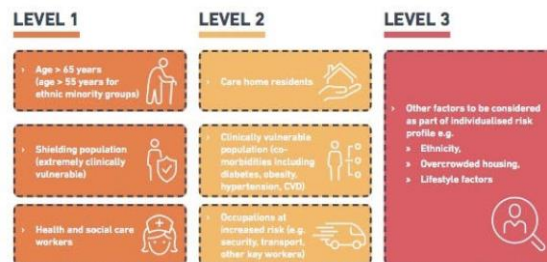 LEVEL 1
Age > 65 years
(age > 55 years for
ethnic minority groups)
Shielding population
(extremely clinically
vulnerable)
Health and social care
workers
LEVEL 2
Care home residents
Clinically vulnerable
population (co-
morbidities including
diabetes, obesity,
hypertension, CVD)
Occupations at
increased risk (e.g.
security, transport,
other key workers)
LEVEL 3
Other factors to be considered
as part of individualised risk
profile e.g.
Ethnicity,
Overcrowded housing,
Lifestyle factors